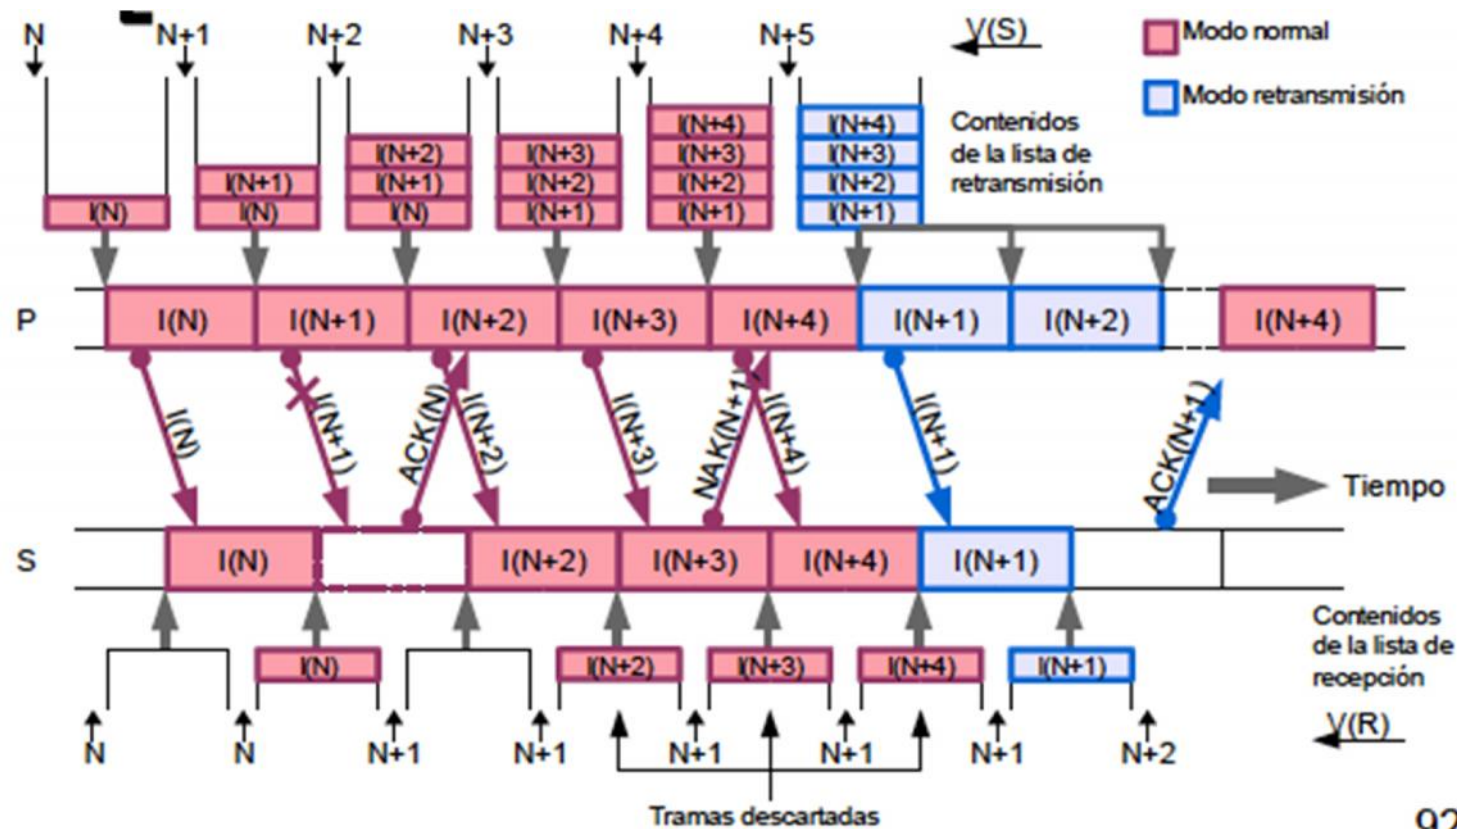 N N+1 N+2 N+3 N+4 N+5 V(S)
Modo normal
Modo retransmisión
Contenidos
de la lista de
retransmisión
I(N)
I(N+1)
I(N)
I(N+2)
I(N+1)
I(N)
I(N+3)
I(N+2)
I(N+1)
I(N+4)
I(N+3)
I(N+2)
I(N+1)
I(N+4)
I(N+3)
I(N+2)
I(N+1)
P I(N) I(N+1) I(N+2) I(N+3) I(N+4) I(N+1) I(N+2) I(N+4)
I(N)
I(N+1)
ACK(N)
I(N+2)
I(N+3)
NAK(N+1)
I(N+4)
I(N+1)
ACK(N+1)
Tiempo
S I(N) I(N+2) I(N+3) I(N+4) I(N+1)
I(N) I(N+2) I(N+3) I(N+4) I(N+1)
Contenidos
de la lista de
recepción
N N N+1 N+1 N+1 N+1 N+1 N+2 V(R)
Tramas descartadas
92